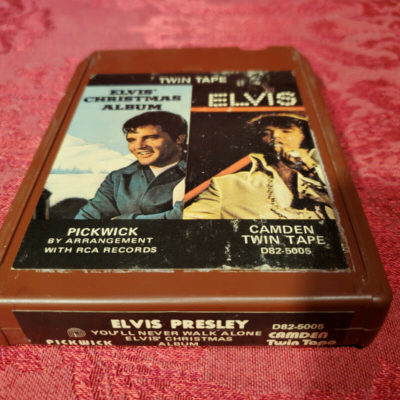 TWIN TAPE
ELVIS'
CHRISTMAS
ALBUM
ELVIS
PICKWICK
BY ARRANGEMENT
WITH RCA RECORDS
CAMDEN
TWIN TAPE
D82-5005
ELVIS PRESLEY
YOU'LL NEVER WALK ALONE
ELVIS' CHRISTMAS
ALBUM
PICKWICK
D82-5005
CAMDEN
Twin Tape